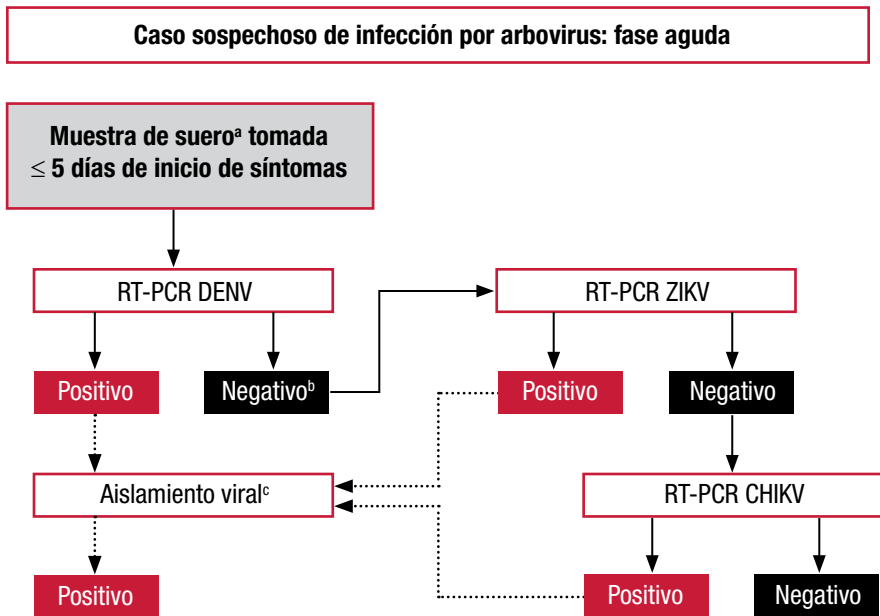 Caso sospechoso de infección por arbovirus: fase aguda
Muestra de sueroᵃ tomada
≤ 5 días de inicio de síntomas
RT-PCR DENV
RT-PCR ZIKV
Positivo
Negativoᵇ
Positivo
Negativo
Aislamiento viralᶜ
RT-PCR CHIKV
Positivo
Positivo
Negativo